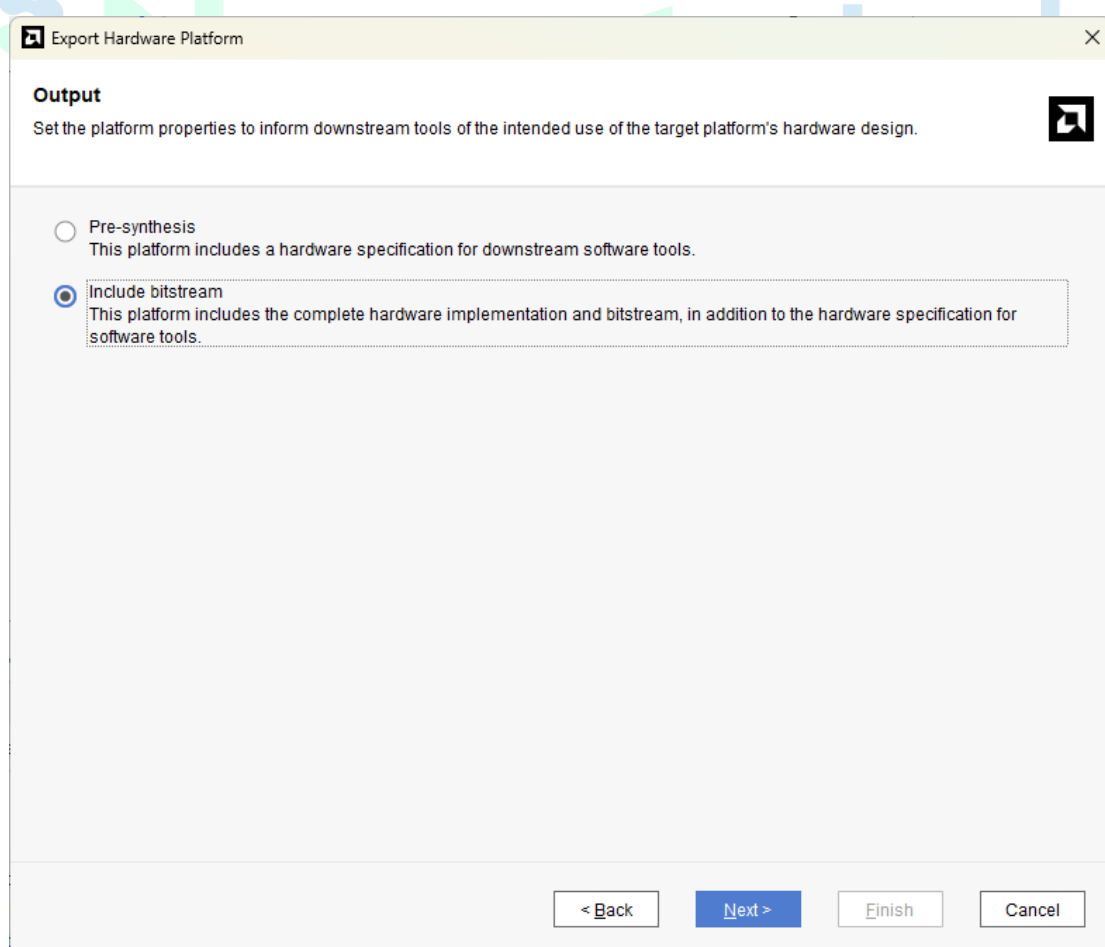 Export Hardware Platform
Output
Set the platform properties to inform downstream tools of the intended use of the target platform's hardware design.
Pre-synthesis
This platform includes a hardware specification for downstream software tools.
Include bitstream
This platform includes the complete hardware implementation and bitstream, in addition to the hardware specification for
software tools.
< Back
Next >
Finish
Cancel